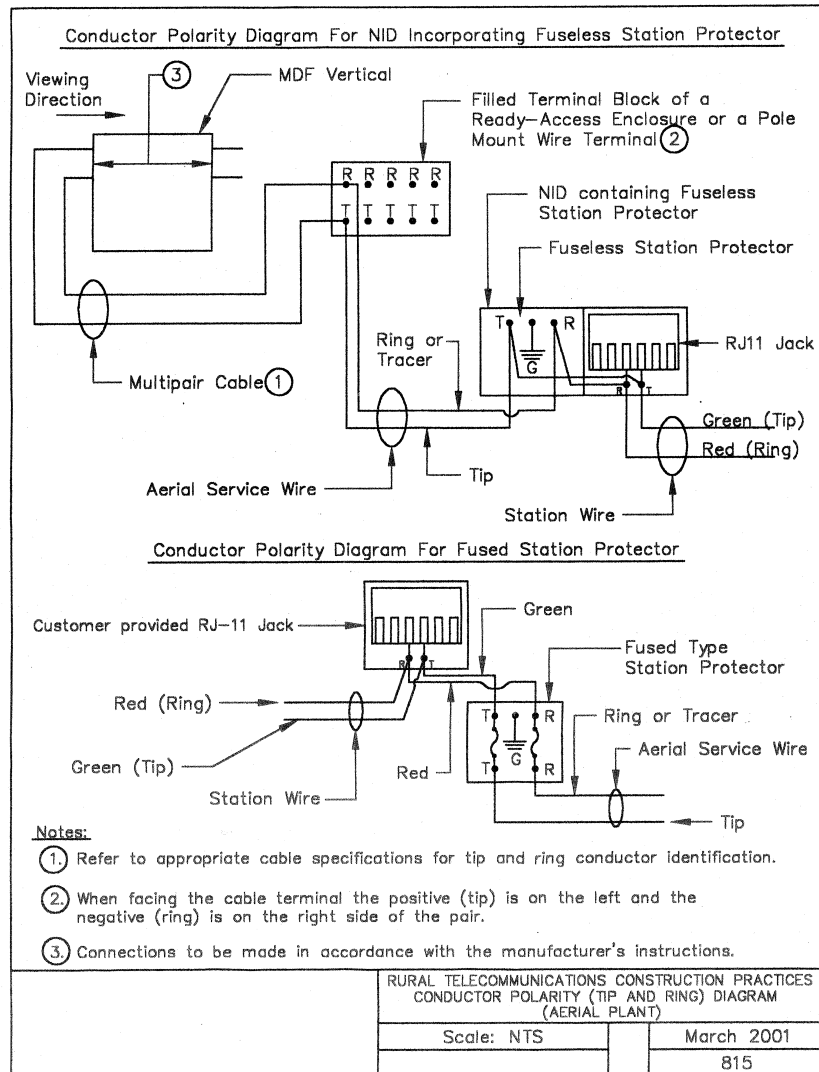 Conductor Polarity Diagram For NID Incorporating Fuseless Station Protector
Viewing
Direction
3
MDF Vertical
Filled Terminal Block of a
Ready-Access Enclosure or a Pole
Mount Wire Terminal 2
R R R R R
T T T T T
NID containing Fuseless
Station Protector
Fuseless Station Protector
T R
G
RJ11 Jack
R T
Ring or
Tracer
Multipair Cable 1
Green (Tip)
Red (Ring)
Tip
Aerial Service Wire
Station Wire
Conductor Polarity Diagram For Fused Station Protector
Customer provided RJ-11 Jack
R T
Green
Fused Type
Station Protector
Red (Ring)
T R
G
T R
Ring or Tracer
Aerial Service Wire
Green (Tip)
Red
Station Wire
Tip
Notes:
1. Refer to appropriate cable specifications for tip and ring conductor identification.
2. When facing the cable terminal the positive (tip) is on the left and the
negative (ring) is on the right side of the pair.
3. Connections to be made in accordance with the manufacturer's instructions.
RURAL TELECOMMUNICATIONS CONSTRUCTION PRACTICES
CONDUCTOR POLARITY (TIP AND RING) DIAGRAM
(AERIAL PLANT)
Scale: NTS
March 2001
815